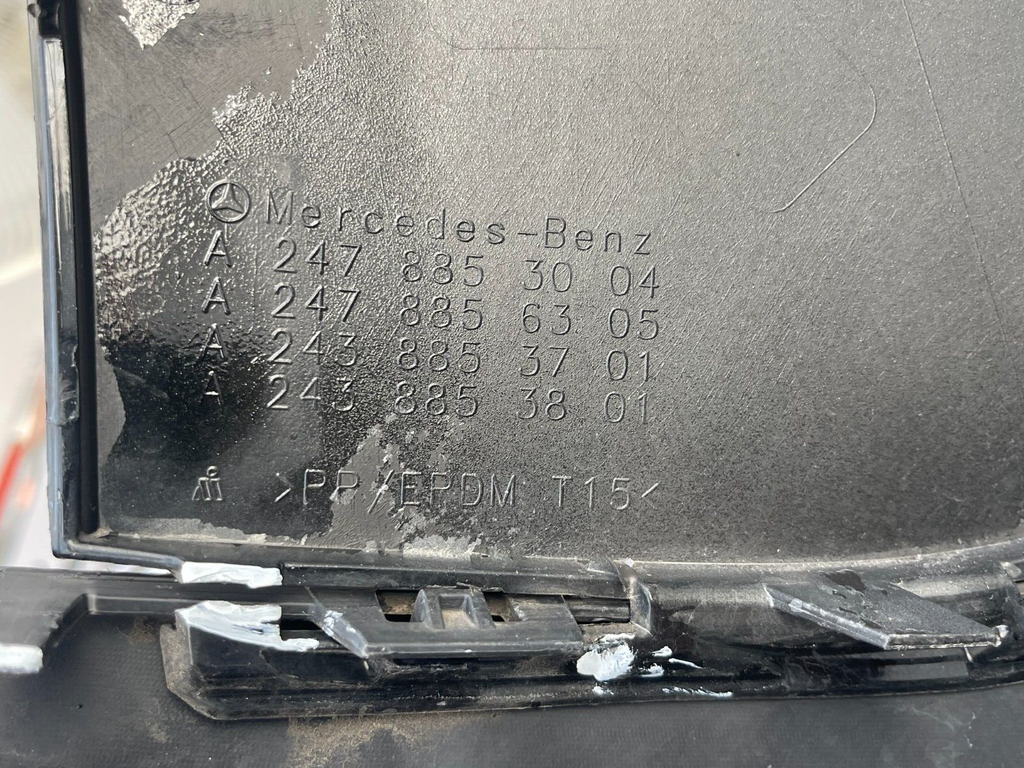 Mercedes-Benz
A 247 885 30 04
A 247 885 63 05
A 243 885 37 01
A 243 885 38 01
>PP/EPDM T15<